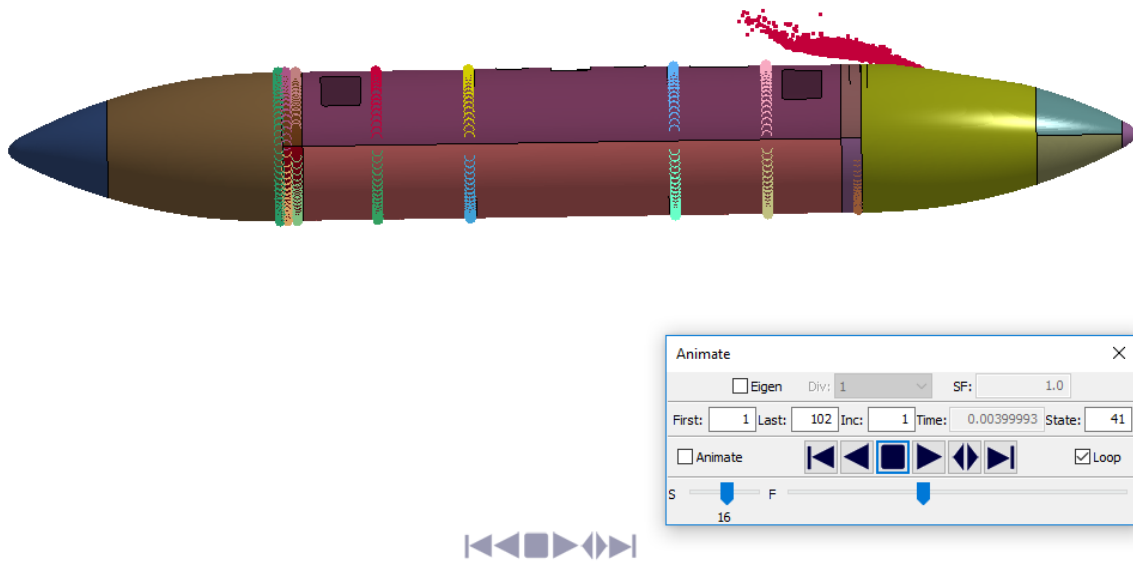 Animate
Eigen Div: 1 SF: 1.0
First: 1 Last: 102 Inc: 1 Time: 0.00399993 State: 41
Animate Loop
S F
16